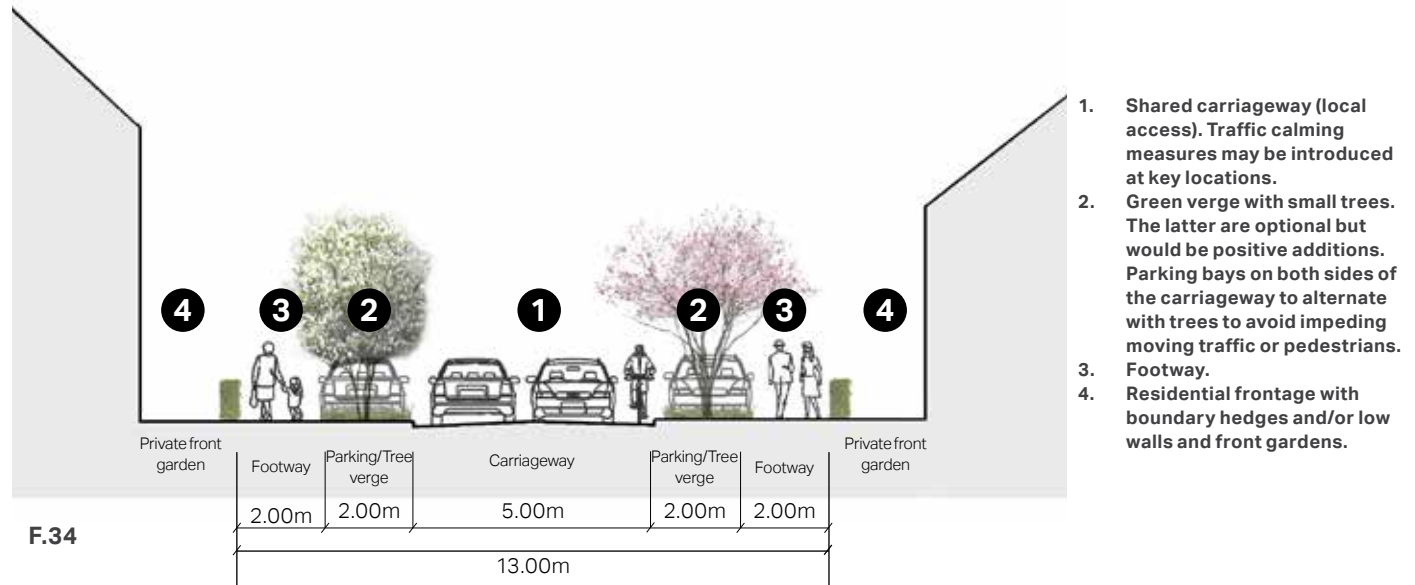 4
3
2
1
2
3
4
Private front
garden
Footway
Parking/Tree
verge
Carriageway
Parking/Tree
verge
Footway
Private front
garden
2.00m
2.00m
5.00m
2.00m
2.00m
13.00m
F.34
1. Shared carriageway (local
access). Traffic calming
measures may be introduced
at key locations.
2. Green verge with small trees.
The latter are optional but
would be positive additions.
Parking bays on both sides of
the carriageway to alternate
with trees to avoid impeding
moving traffic or pedestrians.
3. Footway.
4. Residential frontage with
boundary hedges and/or low
walls and front gardens.